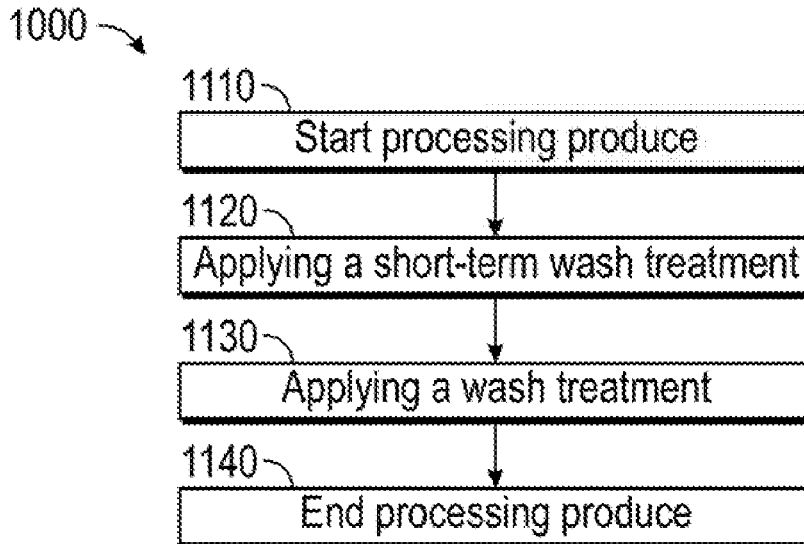 1000
1110
Start processing produce
1120
Applying a short-term wash treatment
1130
Applying a wash treatment
1140
End processing produce